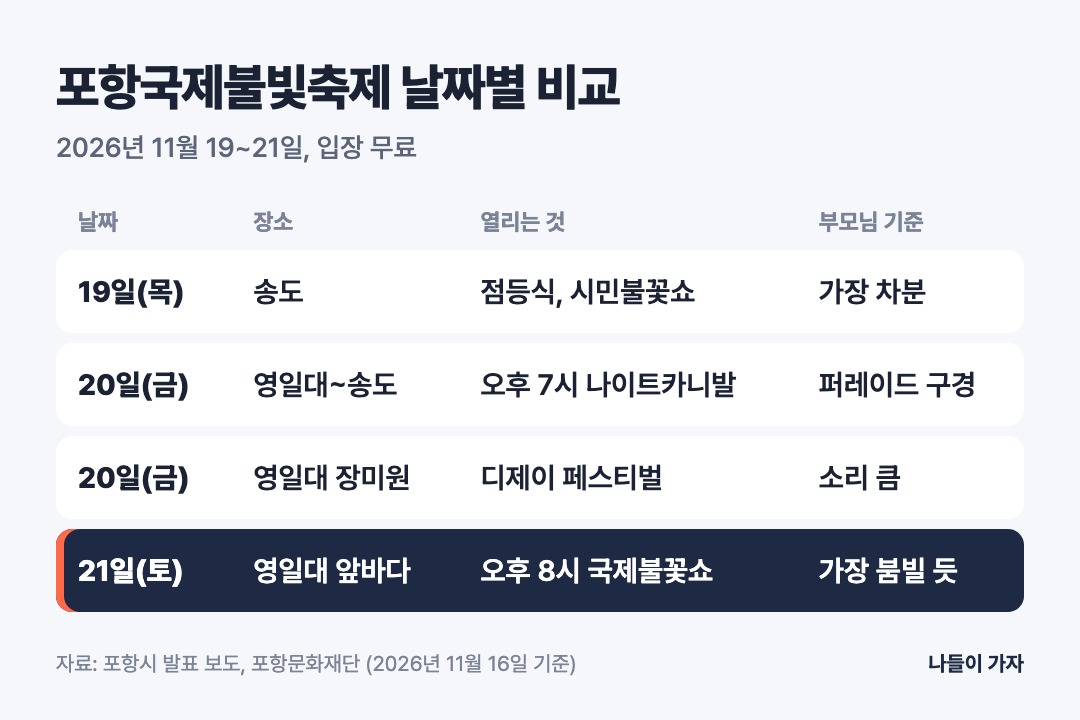 포항국제불빛축제 날짜별 비교
2026년 11월 19~21일, 입장 무료
날짜 장소 열리는 것 부모님 기준
19일(목) 송도 점등식, 시민불꽃쇼 가장 차분
20일(금) 영일대~송도 오후 7시 나이트카니발 퍼레이드 구경
20일(금) 영일대 장미원 디제이 페스티벌 소리 큼
21일(토) 영일대 앞바다 오후 8시 국제불꽃쇼 가장 붐빌 듯
자료: 포항시 발표 보도, 포항문화재단 (2026년 11월 16일 기준) 나들이 가자